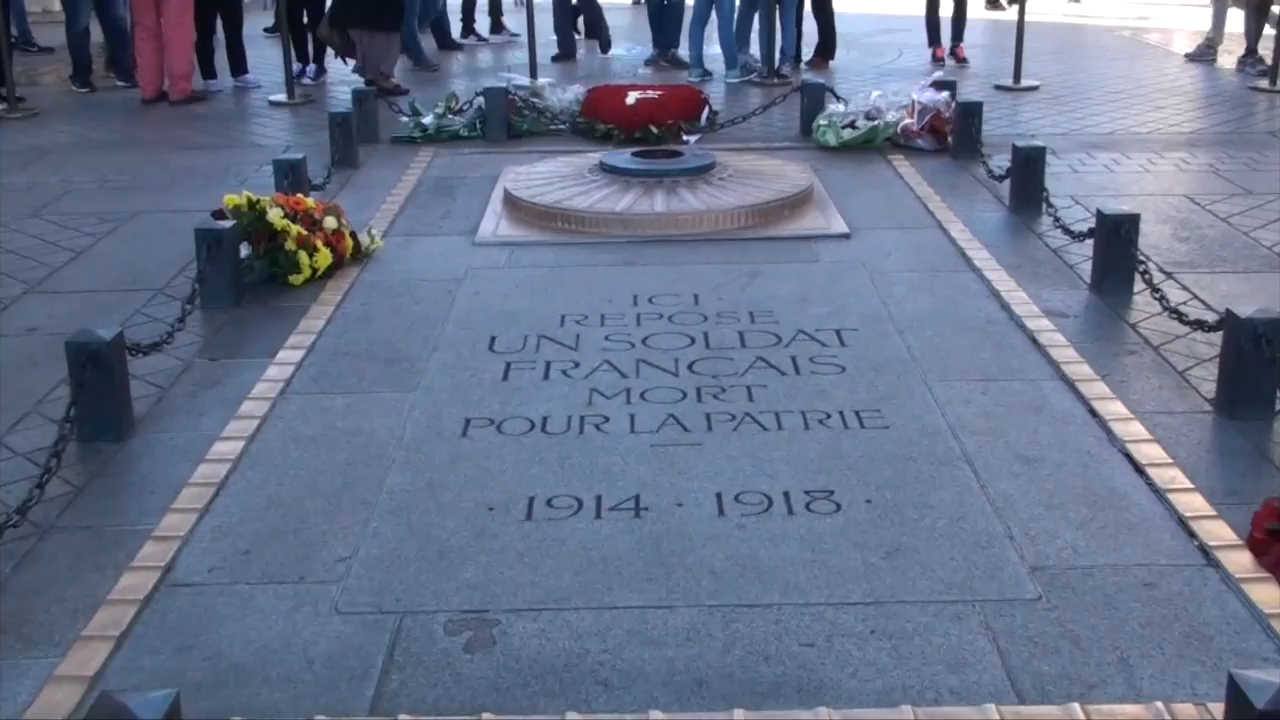 · ICI ·
REPOSE
UN SOLDAT
FRANÇAIS
MORT
POUR LA PATRIE
· 1914 · 1918 ·